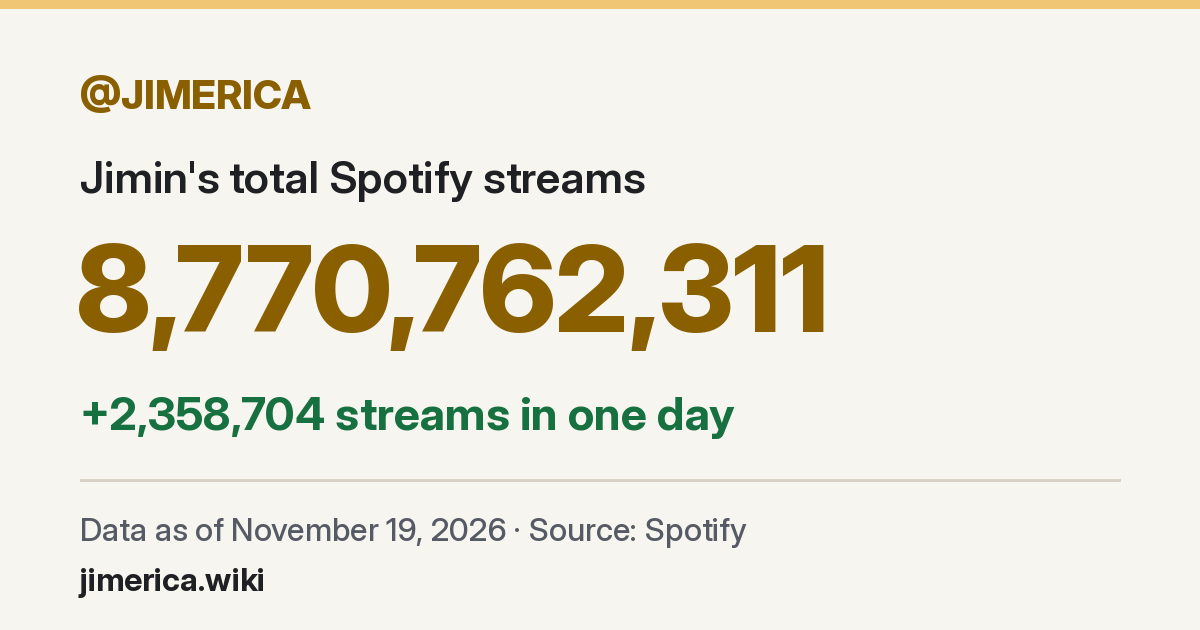 @JIMERICA
Jimin's total Spotify streams
8,770,762,311
+2,358,704 streams in one day
Data as of November 19, 2026 · Source: Spotify
jimerica.wiki